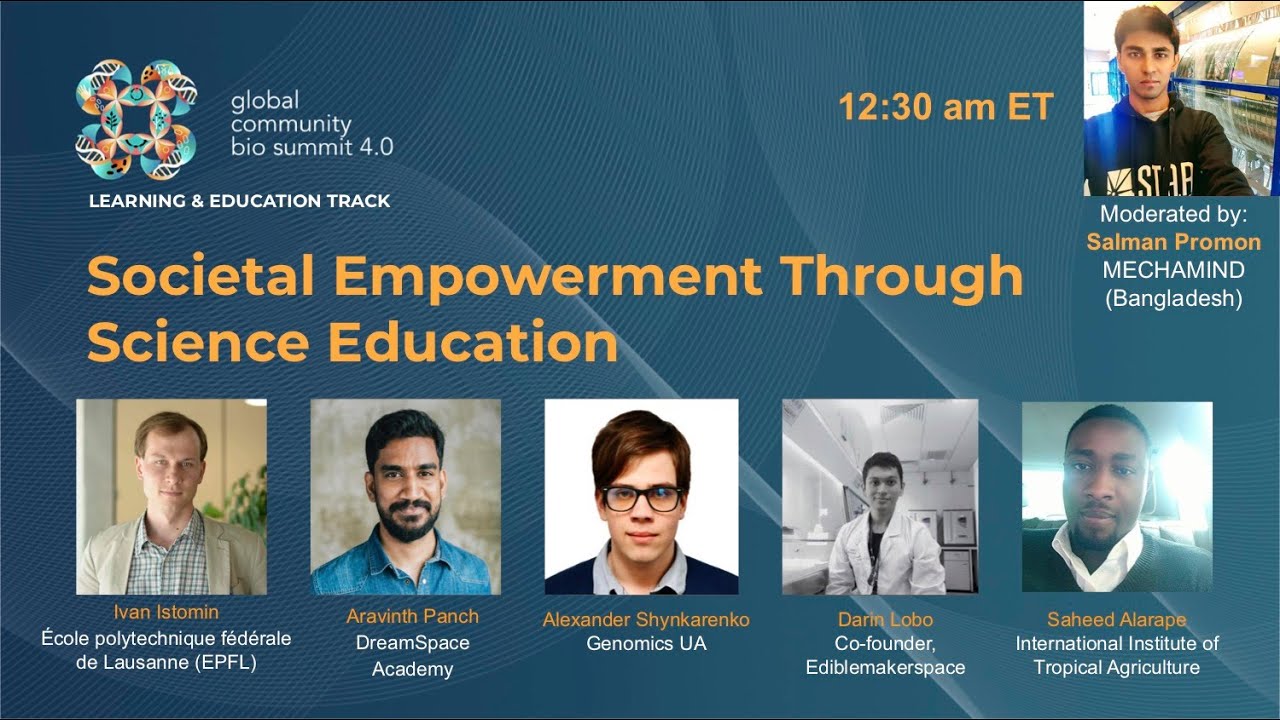 global
community
bio summit 4.0
LEARNING & EDUCATION TRACK
12:30 am ET
Moderated by:
Salman Promon
MECHAMIND
(Bangladesh)
Societal Empowerment Through
Science Education
Ivan Istomin
École polytechnique fédérale
de Lausanne (EPFL)
Aravinth Panch
DreamSpace
Academy
Alexander Shynkarenko
Genomics UA
Darin Lobo
Co-founder,
Ediblemakerspace
Saheed Alarape
International Institute of
Tropical Agriculture